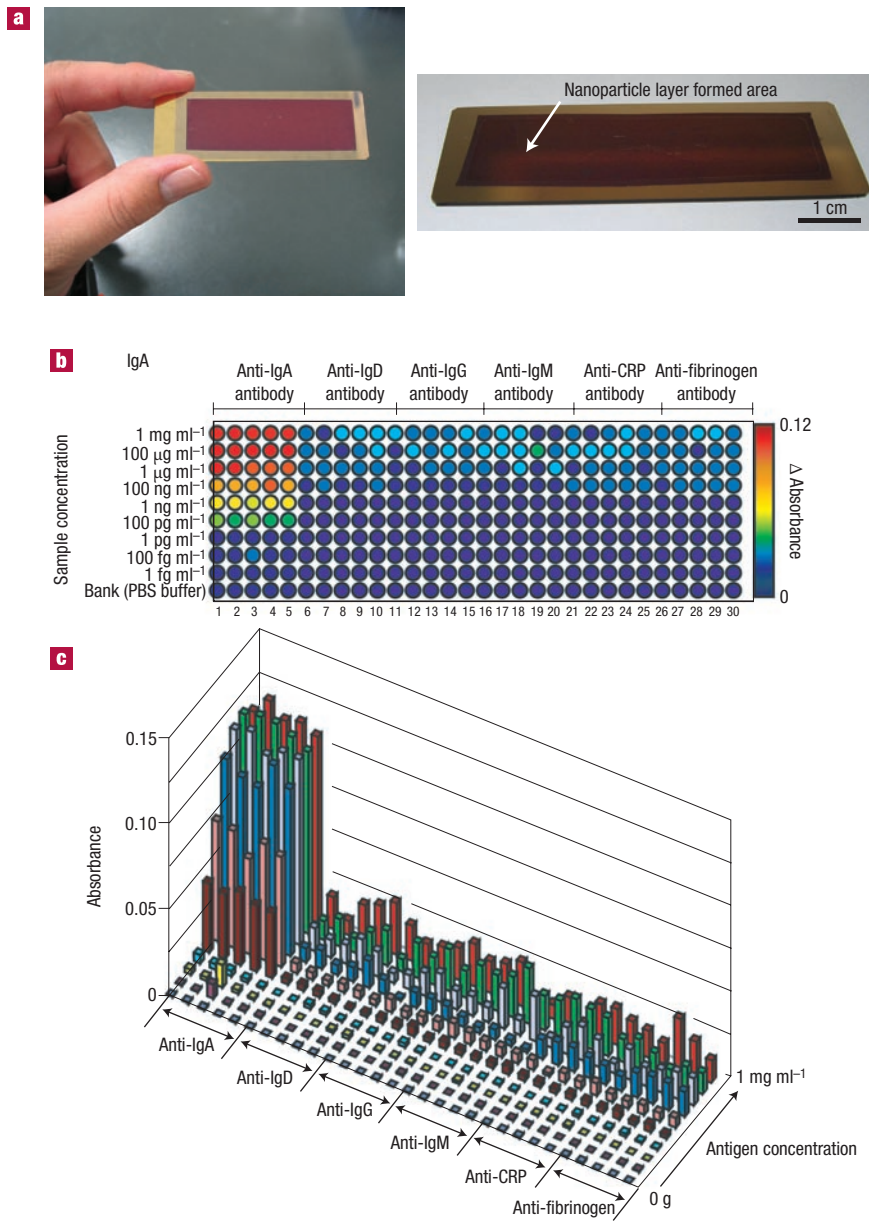 a
Nanoparticle layer formed area
1 cm
b
IgA
Anti-IgA antibody
Anti-IgD antibody
Anti-IgG antibody
Anti-IgM antibody
Anti-CRP antibody
Anti-fibrinogen antibody
Sample concentration
1 mg ml⁻¹
100 μg ml⁻¹
1 μg ml⁻¹
100 ng ml⁻¹
1 ng ml⁻¹
100 pg ml⁻¹
1 pg ml⁻¹
100 fg ml⁻¹
1 fg ml⁻¹
Bank (PBS buffer)
1 2 3 4 5 6 7 8 9 10 11 12 13 14 15 16 17 18 19 20 21 22 23 24 25 26 27 28 29 30
0.12
Δ Absorbance
0
c
Absorbance
0.15
0.10
0.05
0
Anti-IgA
Anti-IgD
Anti-IgG
Anti-IgM
Anti-CRP
Anti-fibrinogen
1 mg ml⁻¹
Antigen concentration
0 g